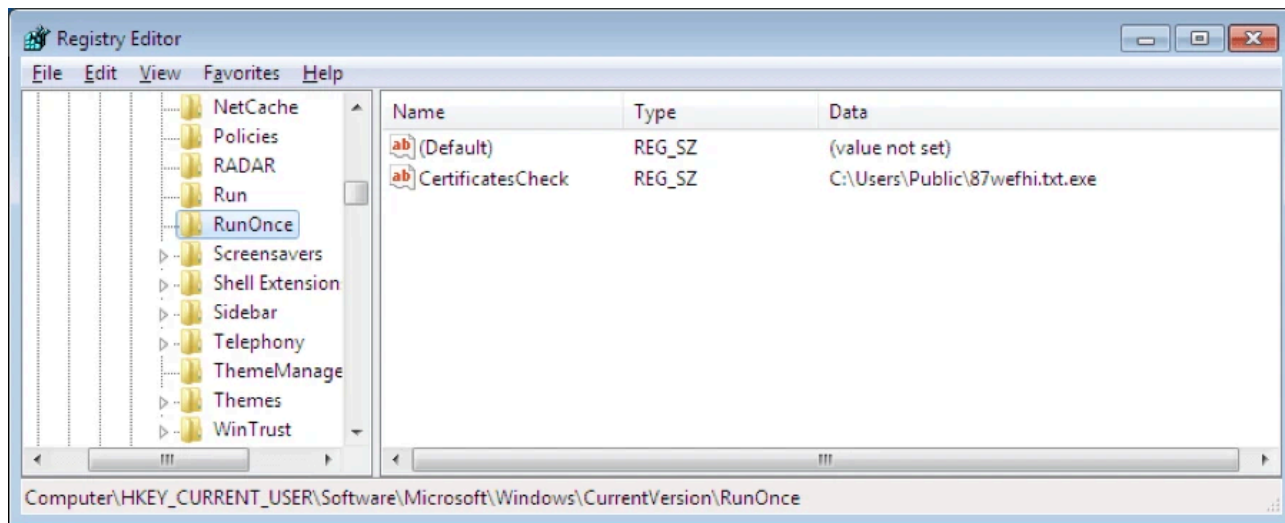 Registry Editor
File Edit View Favorites Help
NetCache
Policies
RADAR
Run
RunOnce
Screensavers
Shell Extension
Sidebar
Telephony
ThemeManage
Themes
WinTrust
Name Type Data
ab (Default) REG_SZ (value not set)
ab CertificatesCheck REG_SZ C:\Users\Public\87wefhi.txt.exe
Computer\HKEY_CURRENT_USER\Software\Microsoft\Windows\CurrentVersion\RunOnce